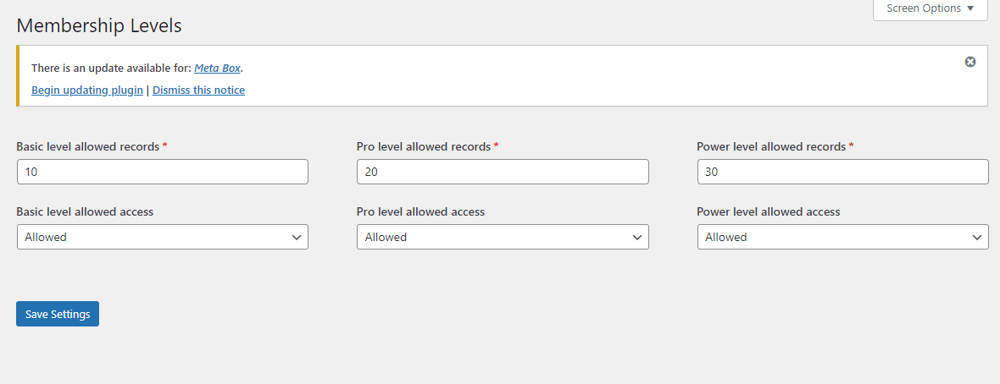 Screen Options ▼
Membership Levels
There is an update available for: Meta Box.
Begin updating plugin | Dismiss this notice
Basic level allowed records *
Pro level allowed records *
Power level allowed records *
10
20
30
Basic level allowed access
Pro level allowed access
Power level allowed access
Allowed
Allowed
Allowed
Save Settings